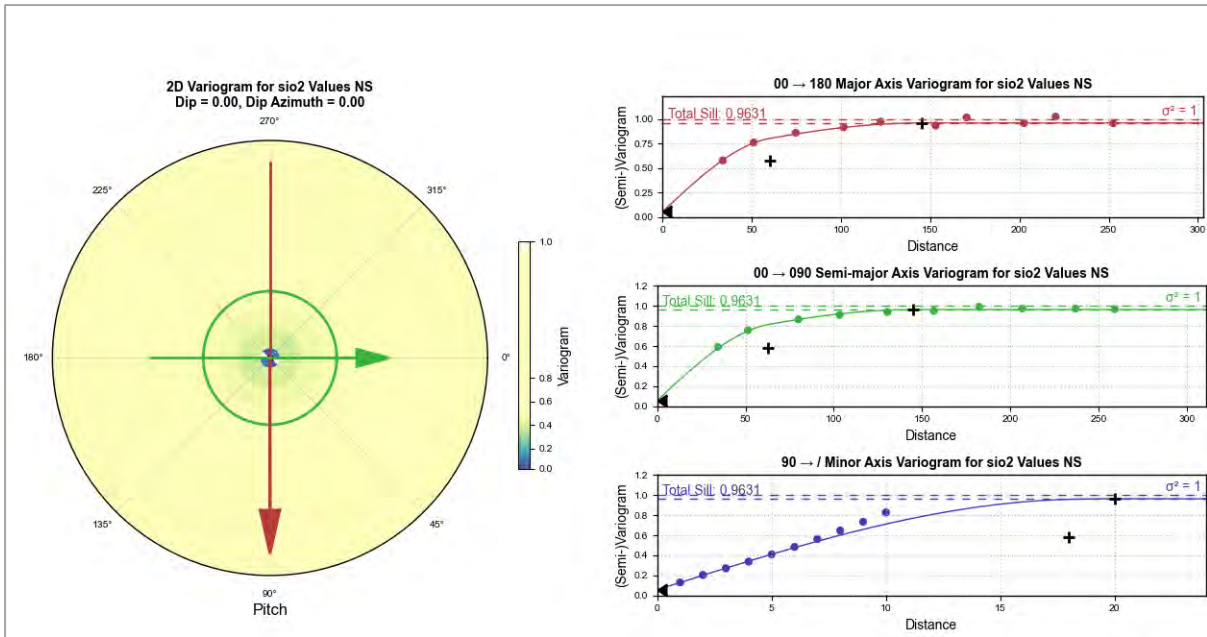 2D Variogram for sio2 Values NS
Dip = 0.00, Dip Azimuth = 0.00
270°
225°
315°
180°
0°
135°
45°
90°
Pitch
1.0
0.8
0.6
0.4
0.2
0.0
Variogram
00 → 180 Major Axis Variogram for sio2 Values NS
Total Sill: 0.9631
σ² = 1
1.00
0.75
0.50
0.25
0.00
(Semi-)Variogram
0 50 100 150 200 250 300
Distance
00 → 090 Semi-major Axis Variogram for sio2 Values NS
Total Sill: 0.9631
σ² = 1
1.2
1.0
0.8
0.6
0.4
0.2
0.0
(Semi-)Variogram
0 50 100 150 200 250 300
Distance
90 → / Minor Axis Variogram for sio2 Values NS
Total Sill: 0.9631
σ² = 1
1.2
1.0
0.8
0.6
0.4
0.2
0.0
(Semi-)Variogram
0 5 10 15 20
Distance